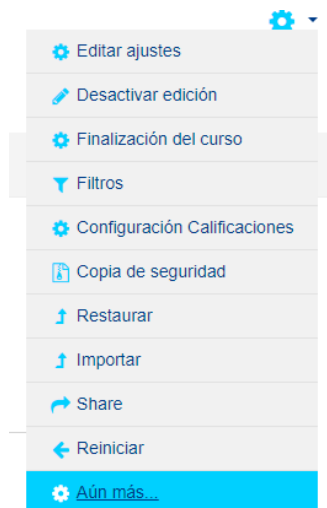 Editar ajustes
Desactivar edición
Finalización del curso
Filtros
Configuración Calificaciones
Copia de seguridad
Restaurar
Importar
Share
Reiniciar
Aún más...